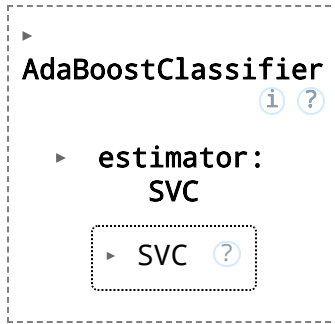 ▸
AdaBoostClassifier
i ?
▸ estimator:
SVC
▸ SVC ?